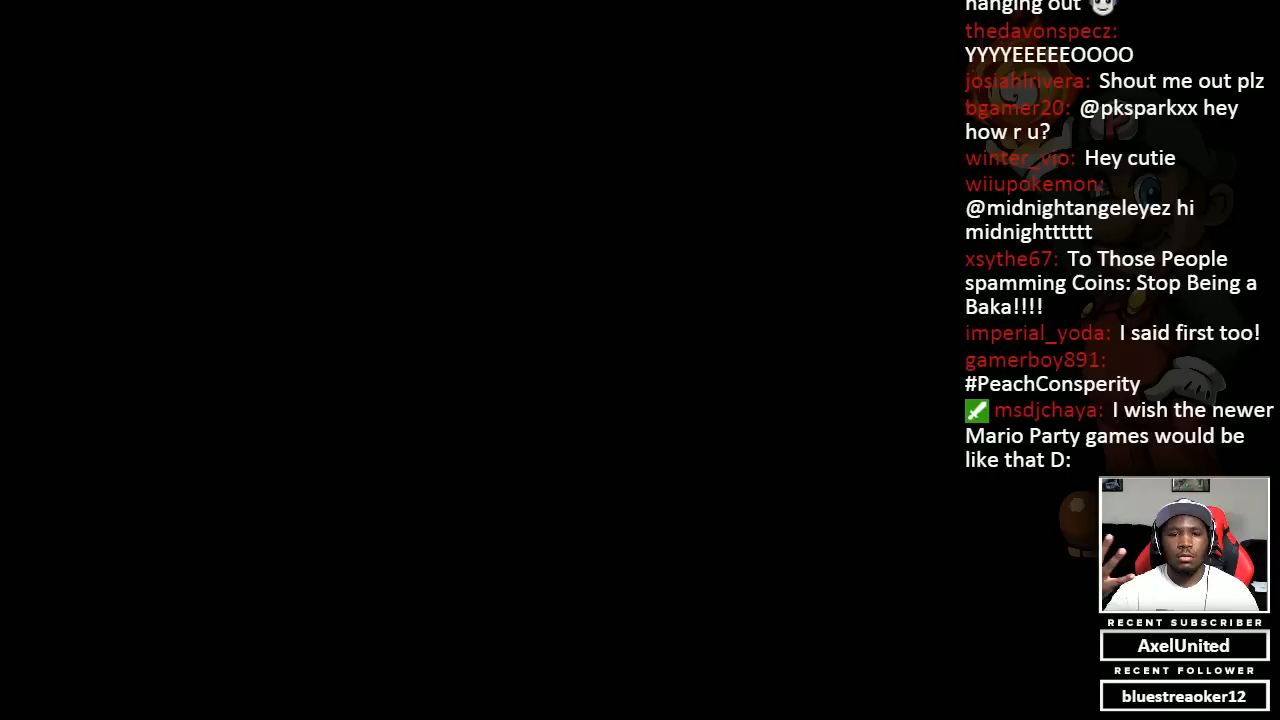 hanging out
thedavonspecz:
YYYYEEEEEOOOO
josiahlrivera: Shout me out plz
bgamer20: @pksparkxx hey
how r u?
winter_vio: Hey cutie
wiiupokemon:
@midnightangeleyez hi
midnightttttt
xsythe67: To Those People
spamming Coins: Stop Being a
Baka!!!!
imperial_yoda: I said first too!
gamerboy891:
#PeachConsperity
msdjchaya: I wish the newer
Mario Party games would be
like that D:
RECENT SUBSCRIBER
AxelUnited
RECENT FOLLOWER
bluestreaoker12